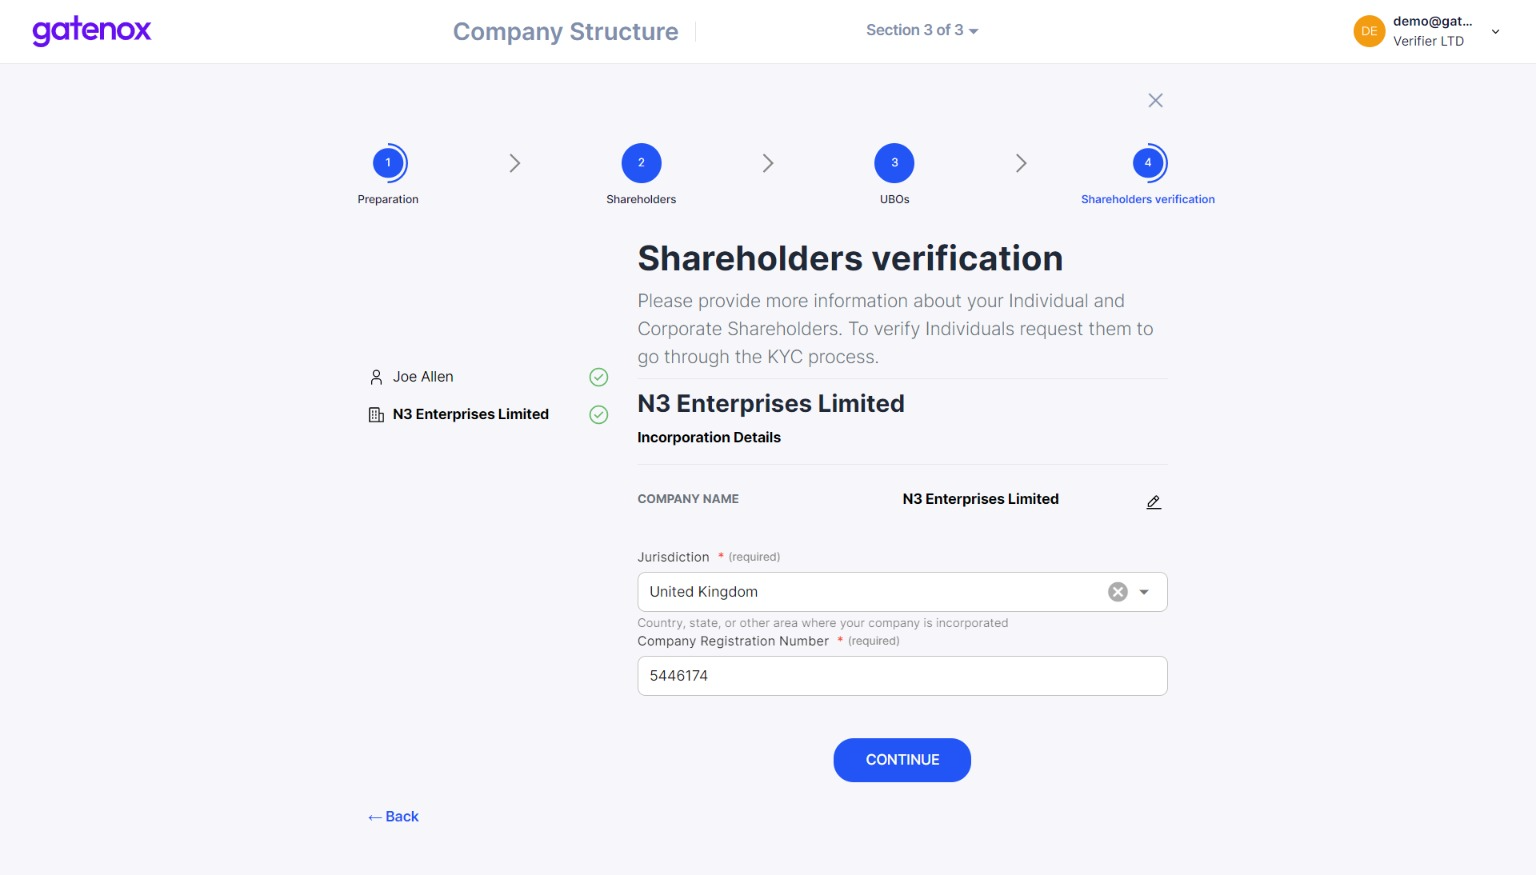 gatenox
Company Structure
Section 3 of 3
DE
demo@gat...
Verifier LTD
1
2
3
4
Preparation
Shareholders
UBOs
Shareholders verification
Shareholders verification
Please provide more information about your Individual and
Corporate Shareholders. To verify Individuals request them to
go through the KYC process.
Joe Allen
N3 Enterprises Limited
N3 Enterprises Limited
Incorporation Details
COMPANY NAME
N3 Enterprises Limited
Jurisdiction * (required)
United Kingdom
Country, state, or other area where your company is incorporated
Company Registration Number * (required)
5446174
CONTINUE
← Back